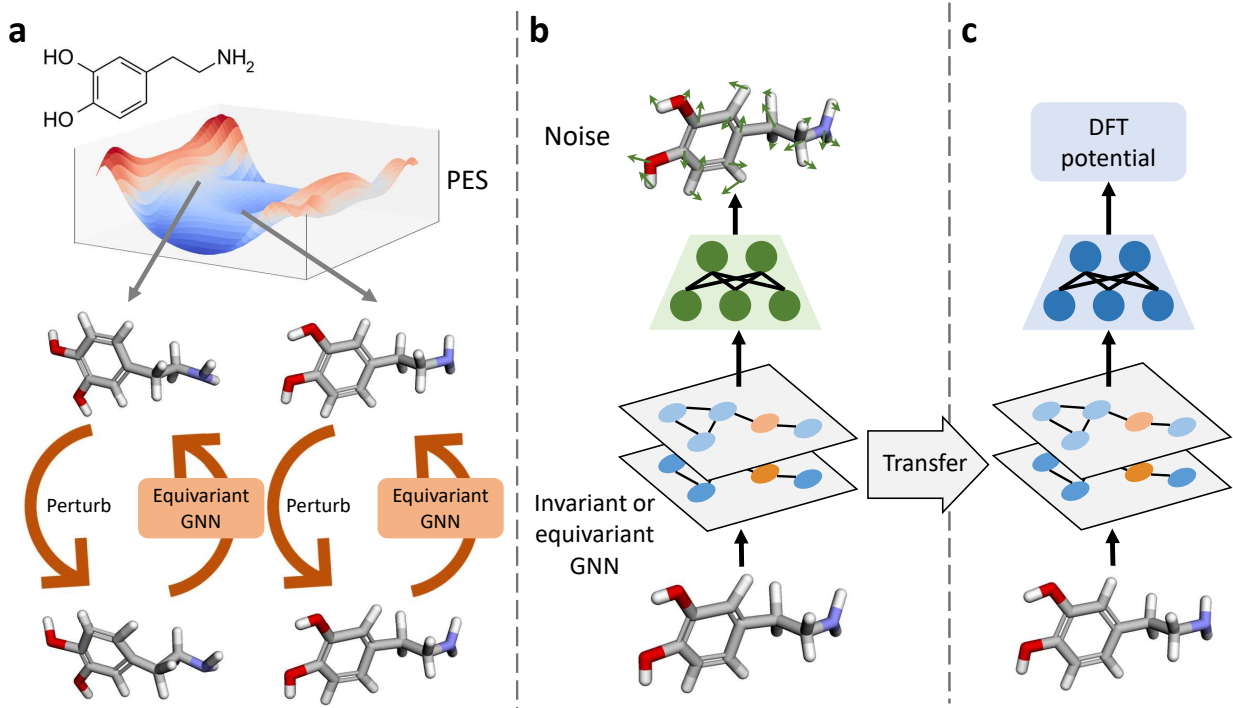 a
HO
HO
NH2
PES
Perturb
Equivariant
GNN
Perturb
Equivariant
GNN
b
Noise
Invariant or
equivariant
GNN
Transfer
c
DFT
potential